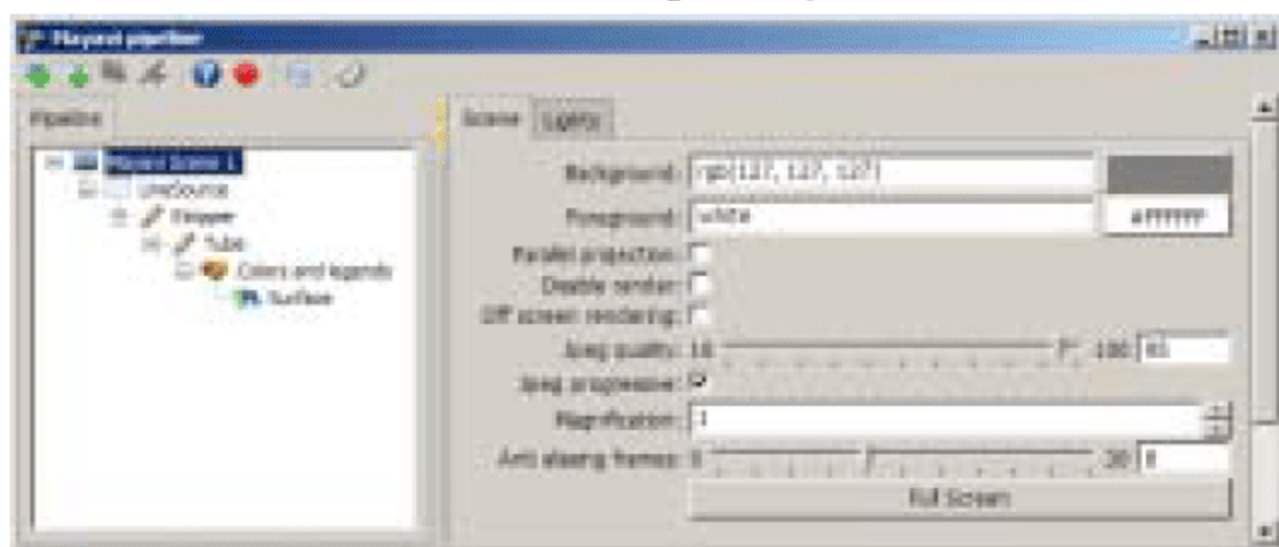 Mayavi pipeline
Pipeline
Mayavi Scene 1
LineSource
Stripper
Tube
Colors and legends
Surface
Scene Lights
Background: rgb(127, 127, 127)
Foreground: white #FFFFFF
Parallel projection:
Disable render:
Off screen rendering:
Jpeg quality: 10 100 95
Jpeg progressive:
Magnification: 1
Anti aliasing frames: 0 20 8
Full Screen